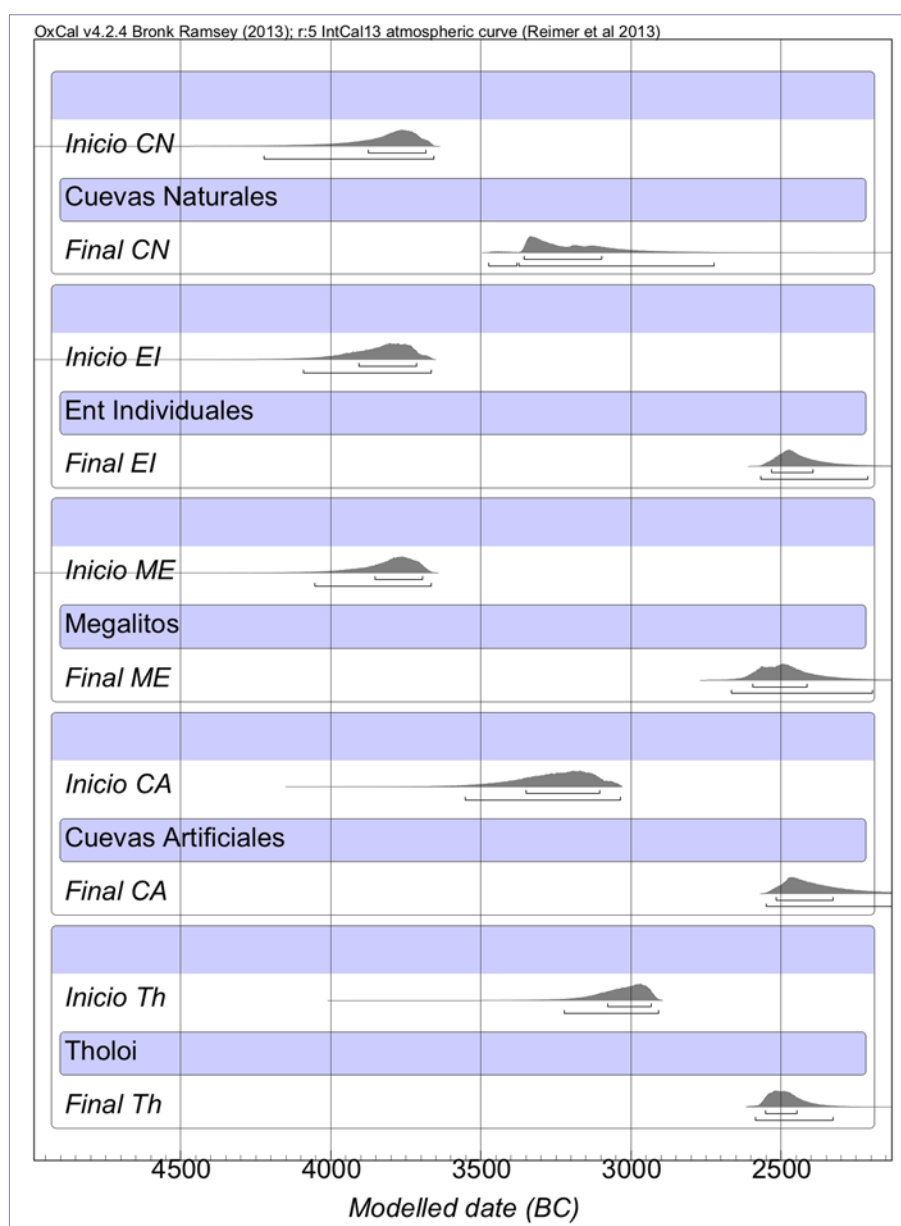 OxCal v4.2.4 Bronk Ramsey (2013); r:5 IntCal13 atmospheric curve (Reimer et al 2013)
Inicio CN
Cuevas Naturales
Final CN
Inicio EI
Ent Individuales
Final EI
Inicio ME
Megalitos
Final ME
Inicio CA
Cuevas Artificiales
Final CA
Inicio Th
Tholoi
Final Th
4500 4000 3500 3000 2500
Modelled date (BC)